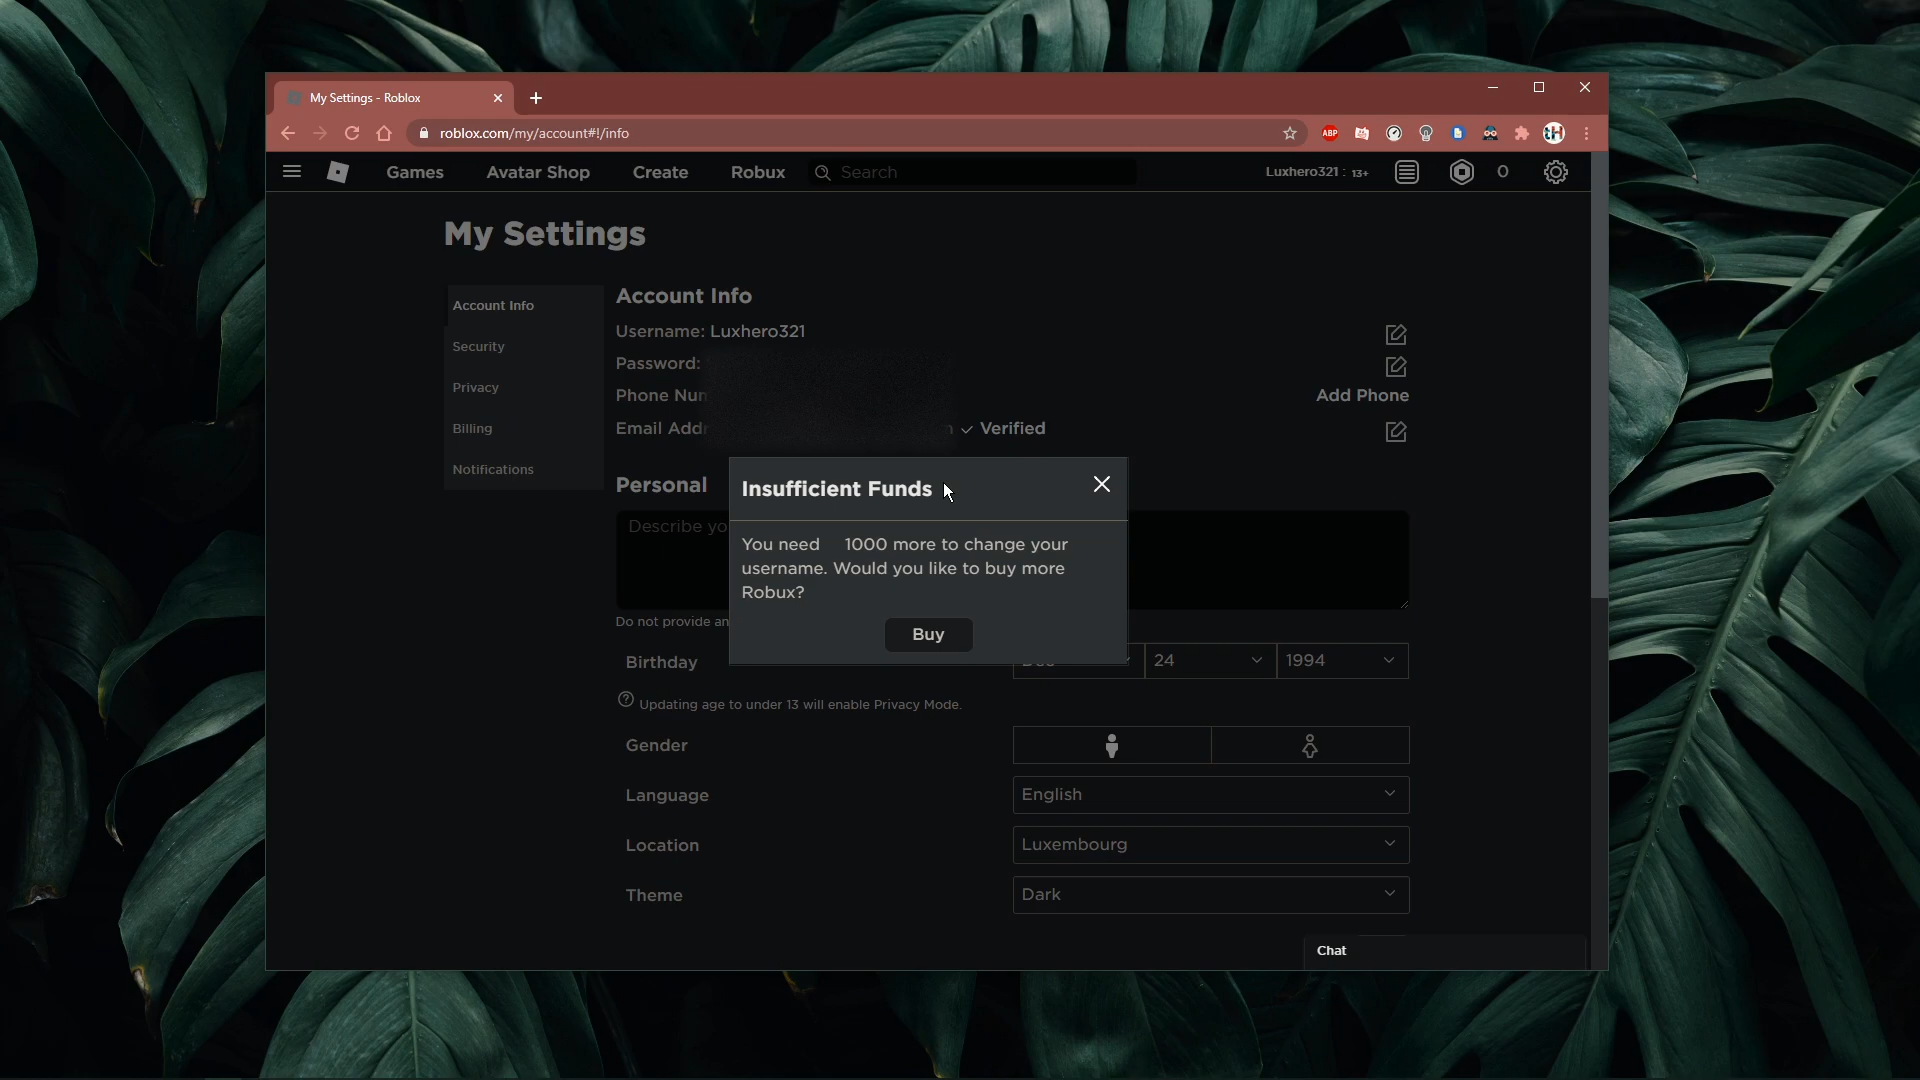 My Settings - Roblox
roblox.com/my/account#!/info
ABP
Games
Avatar Shop
Create
Robux
Search
Luxhero321 : 13+
0
My Settings
Account Info
Security
Privacy
Billing
Notifications
Account Info
Username: Luxhero321
Password:
Phone Num
Add Phone
Email Addr
Verified
Personal
Describe yo
Do not provide an
Insufficient Funds
You need 1000 more to change your
username. Would you like to buy more
Robux?
Buy
Birthday
24
1994
Updating age to under 13 will enable Privacy Mode.
Gender
Language
English
Location
Luxembourg
Theme
Dark
Chat